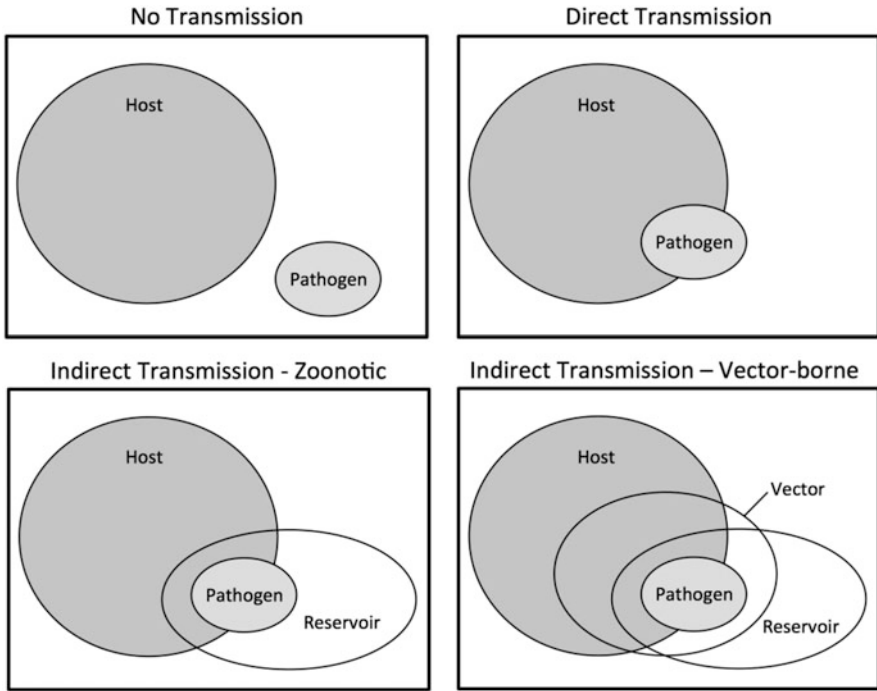 No Transmission
Host
Pathogen
Direct Transmission
Host
Pathogen
Indirect Transmission - Zoonotic
Host
Pathogen
Reservoir
Indirect Transmission – Vector-borne
Host
Vector
Pathogen
Reservoir